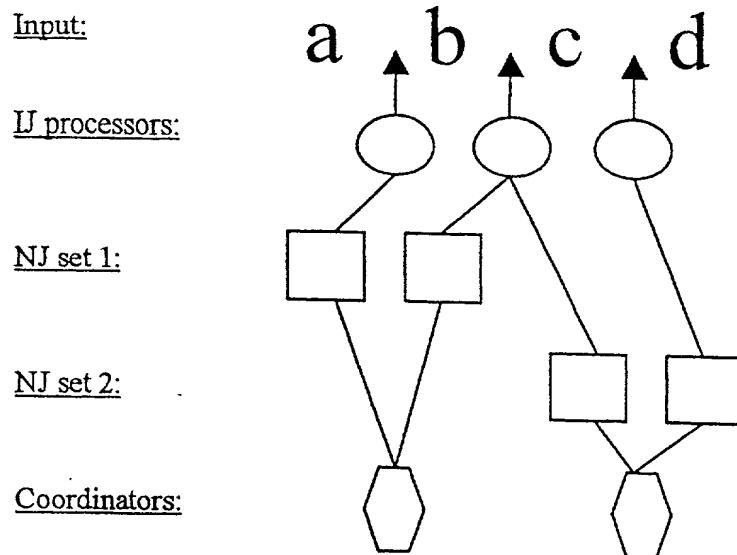 Input:
a b c d
IJ processors:
NJ set 1:
NJ set 2:
Coordinators: